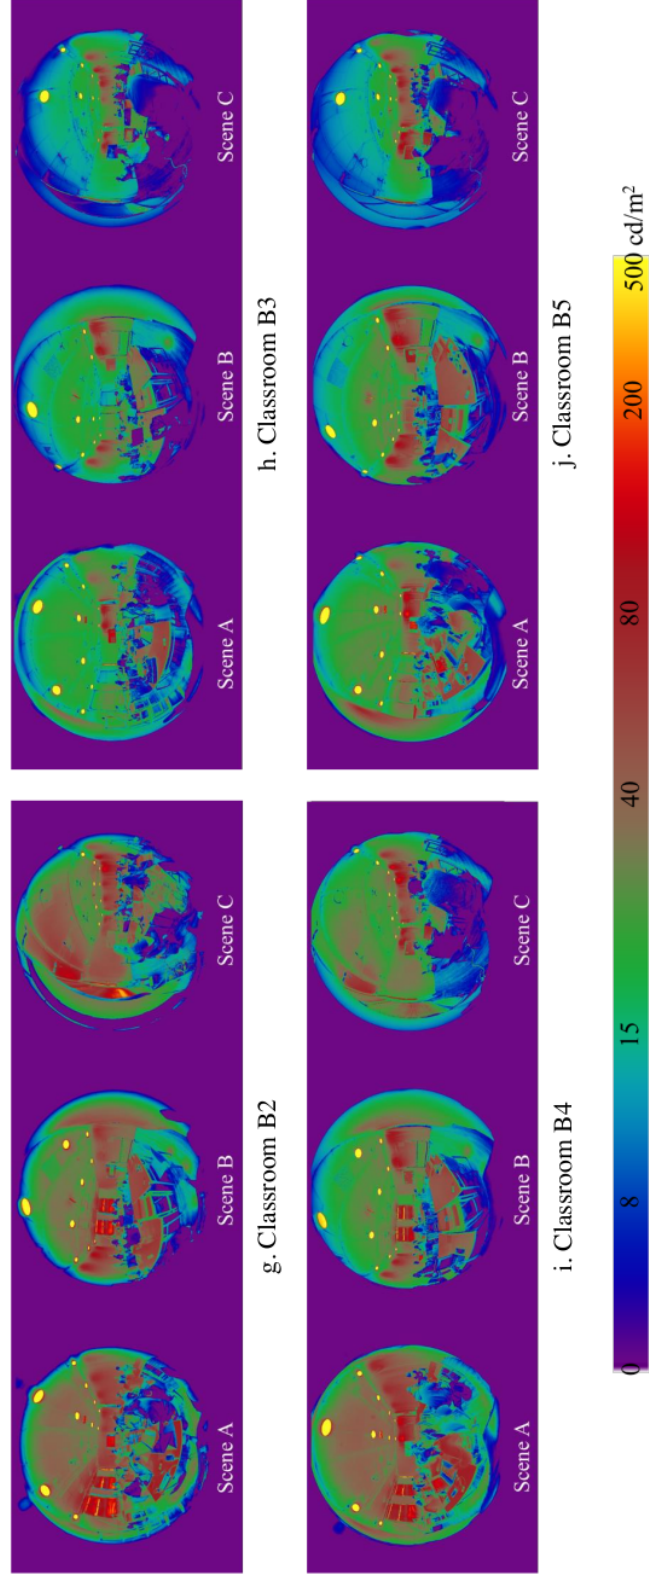 Scene A Scene B Scene C
g. Classroom B2
Scene A Scene B Scene C
h. Classroom B3
Scene A Scene B Scene C
i. Classroom B4
Scene A Scene B Scene C
j. Classroom B5
0 8 15 40 80 200 500 cd/m²